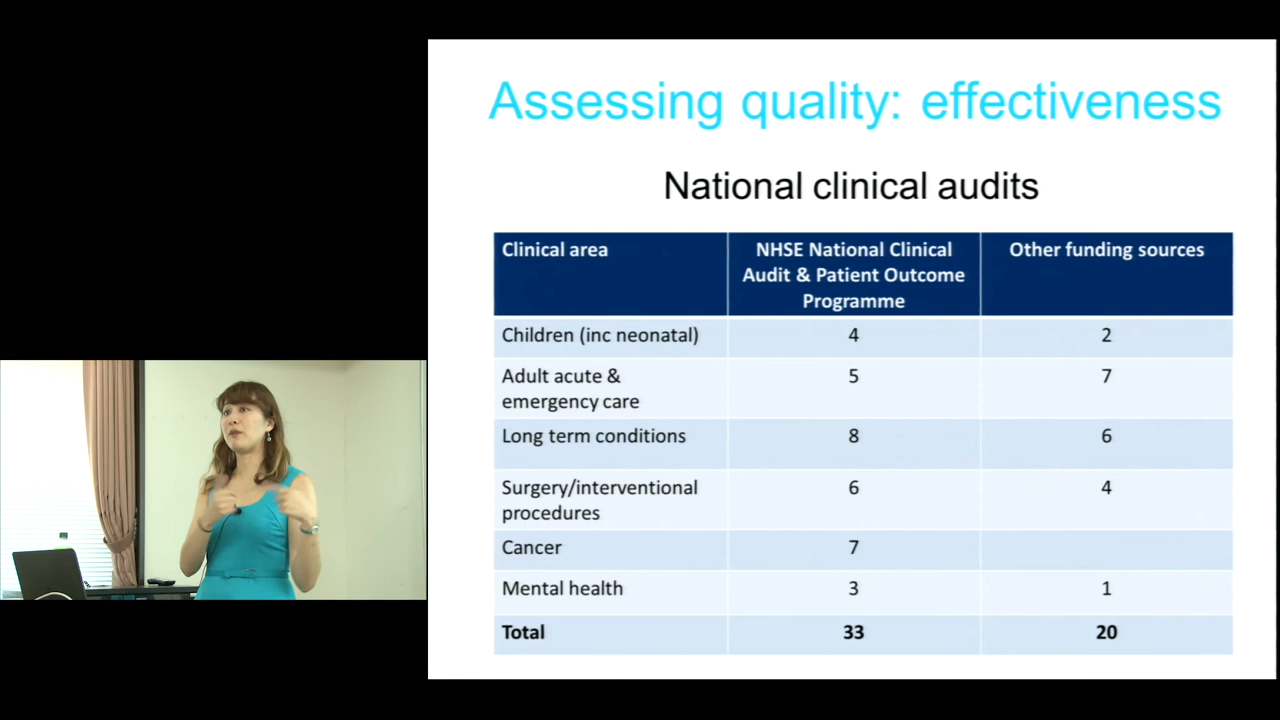 Assessing quality: effectiveness
National clinical audits
Clinical area
NHSE National Clinical
Audit & Patient Outcome
Programme
Other funding sources
Children (inc neonatal)
4
2
Adult acute &
emergency care
5
7
Long term conditions
8
6
Surgery/interventional
procedures
6
4
Cancer
7
Mental health
3
1
Total
33
20